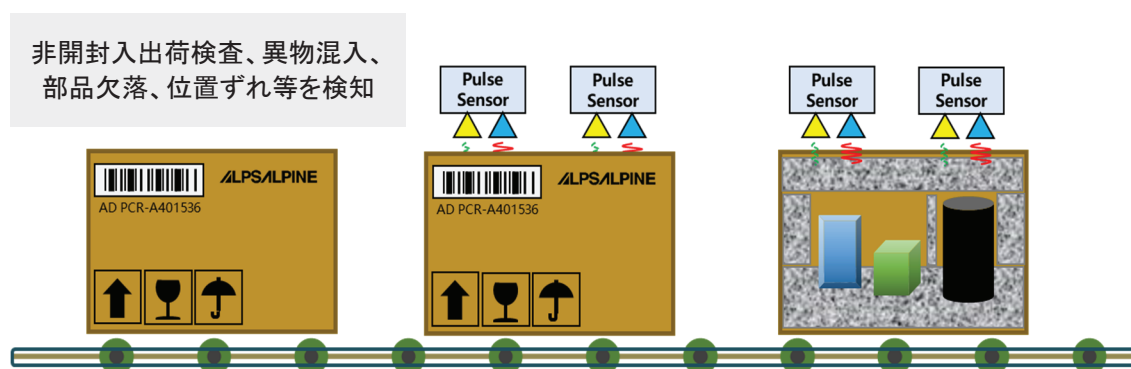 非開封入出荷検査、異物混入、
部品欠落、位置ずれ等を検知
Pulse
Sensor
Pulse
Sensor
Pulse
Sensor
Pulse
Sensor
ALPSALPINE
AD PCR-A401536
ALPSALPINE
AD PCR-A401536